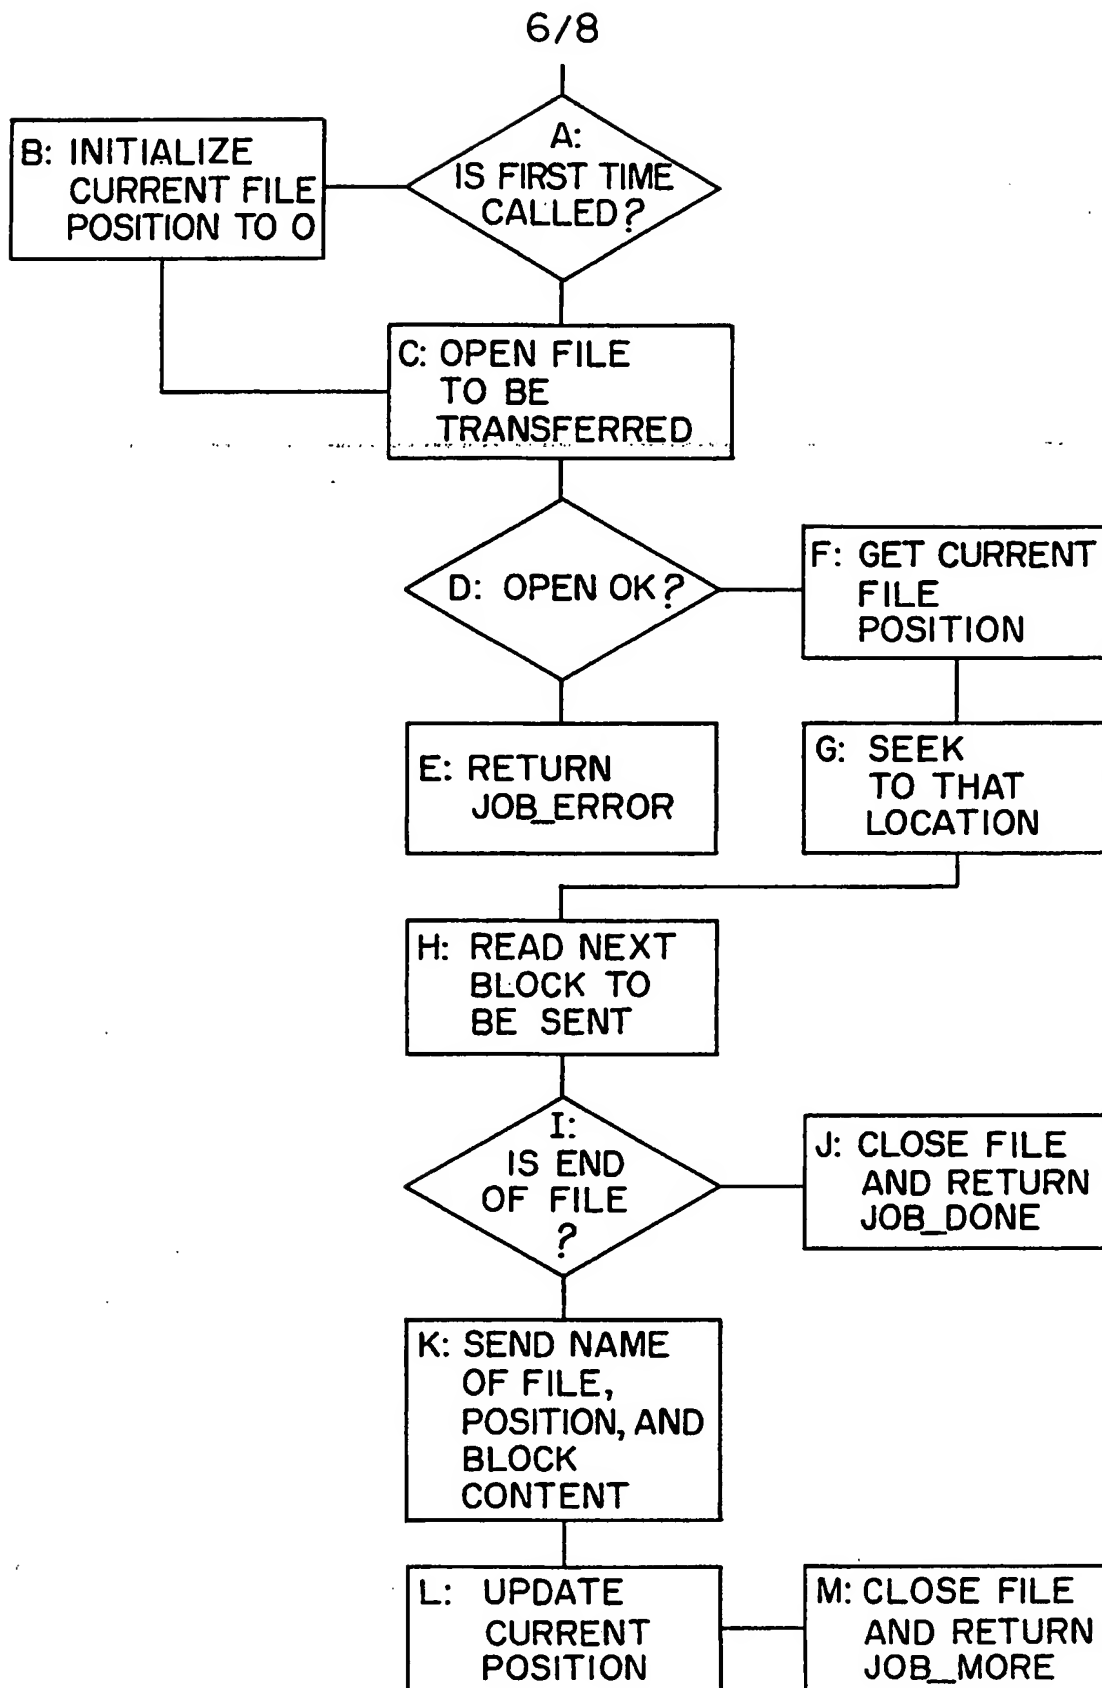 6/8
A:
IS FIRST TIME
CALLED?
B: INITIALIZE
CURRENT FILE
POSITION TO 0
C: OPEN FILE
TO BE
TRANSFERRED
D: OPEN OK?
F: GET CURRENT
FILE
POSITION
E: RETURN
JOB_ERROR
G: SEEK
TO THAT
LOCATION
H: READ NEXT
BLOCK TO
BE SENT
I:
IS END
OF FILE
?
J: CLOSE FILE
AND RETURN
JOB_DONE
K: SEND NAME
OF FILE,
POSITION, AND
BLOCK
CONTENT
L: UPDATE
CURRENT
POSITION
M: CLOSE FILE
AND RETURN
JOB_MORE